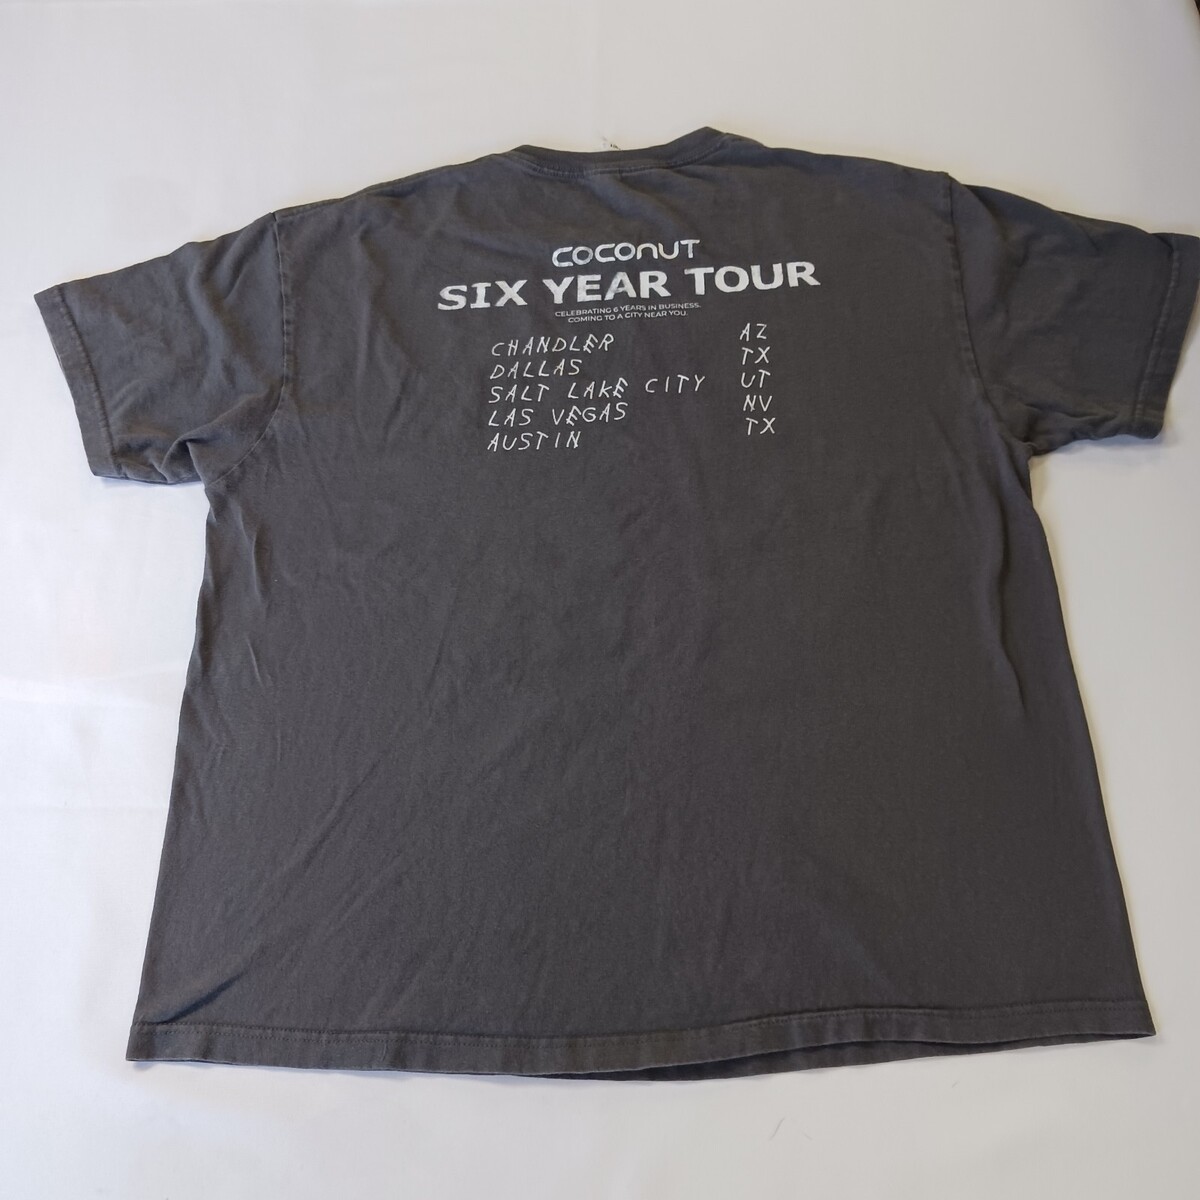 COCONUT
SIX YEAR TOUR
CELEBRATING 6 YEARS IN BUSINESS.
COMING TO A CITY NEAR YOU.
CHANDLER AZ
DALLAS TX
SALT LAKE CITY UT
LAS VEGAS NV
AUSTIN TX